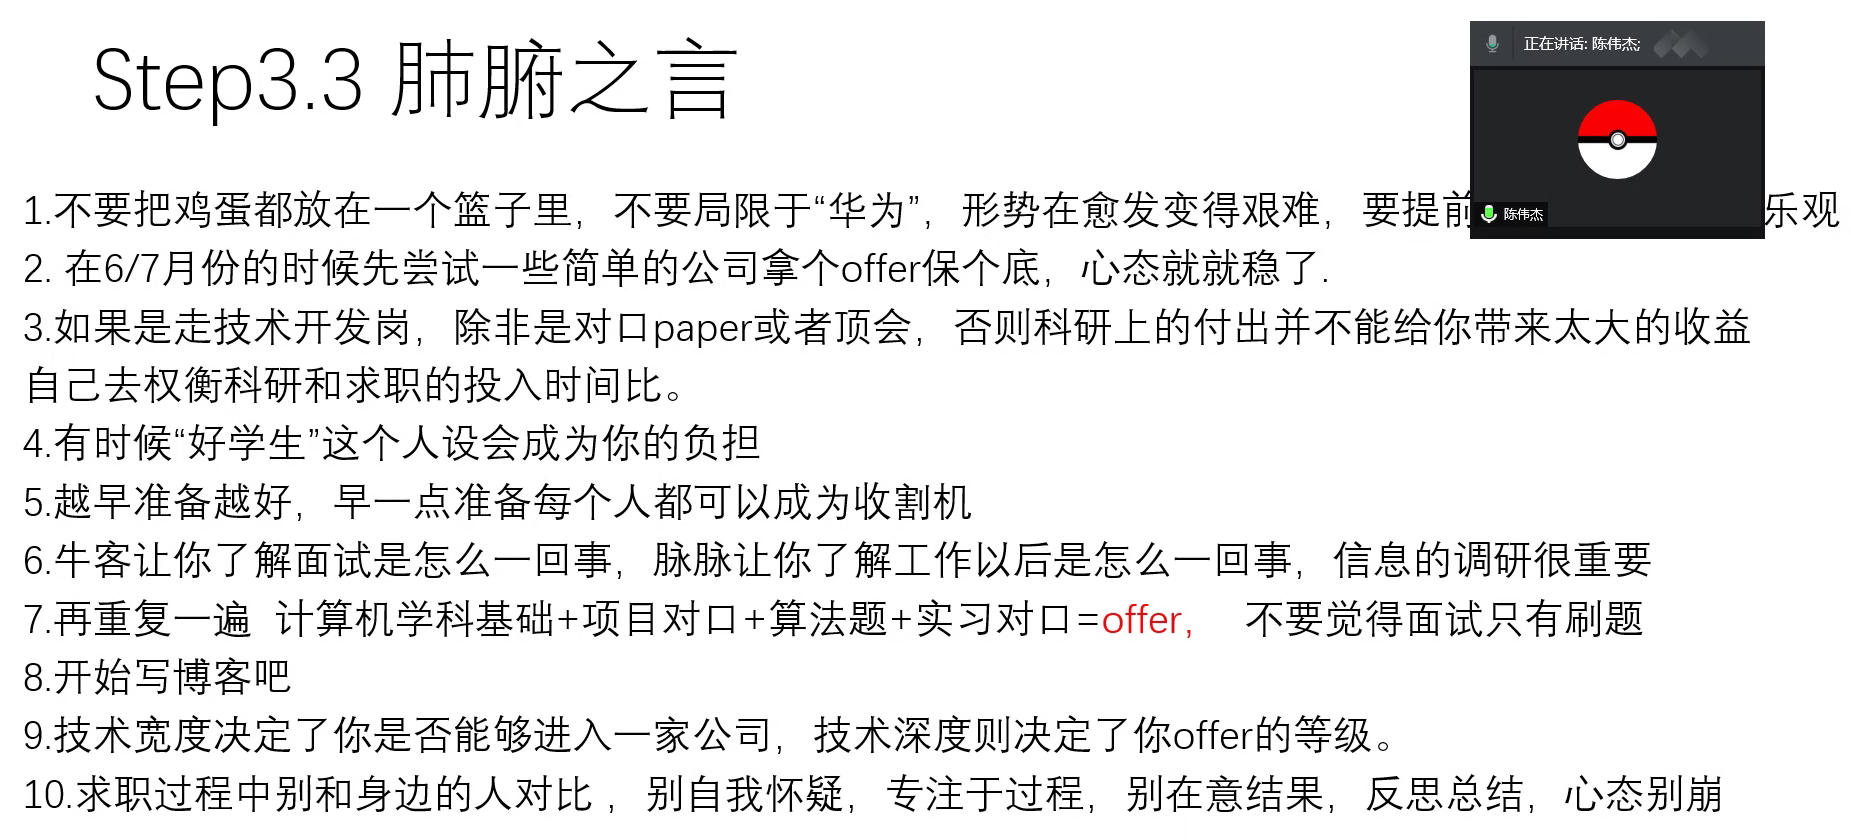 Step3.3 肺腑之言
正在讲话: 陈伟杰;
陈伟杰
1.不要把鸡蛋都放在一个篮子里，不要局限于“华为”，形势在愈发变得艰难，要提前 乐观
2. 在6/7月份的时候先尝试一些简单的公司拿个offer保个底，心态就就稳了.
3.如果是走技术开发岗，除非是对口paper或者顶会，否则科研上的付出并不能给你带来太大的收益
自己去权衡科研和求职的投入时间比。
4.有时候“好学生”这个人设会成为你的负担
5.越早准备越好，早一点准备每个人都可以成为收割机
6.牛客让你了解面试是怎么一回事，脉脉让你了解工作以后是怎么一回事，信息的调研很重要
7.再重复一遍 计算机学科基础+项目对口+算法题+实习对口=offer， 不要觉得面试只有刷题
8.开始写博客吧
9.技术宽度决定了你是否能够进入一家公司，技术深度则决定了你offer的等级。
10.求职过程中别和身边的人对比 ，别自我怀疑，专注于过程，别在意结果，反思总结，心态别崩